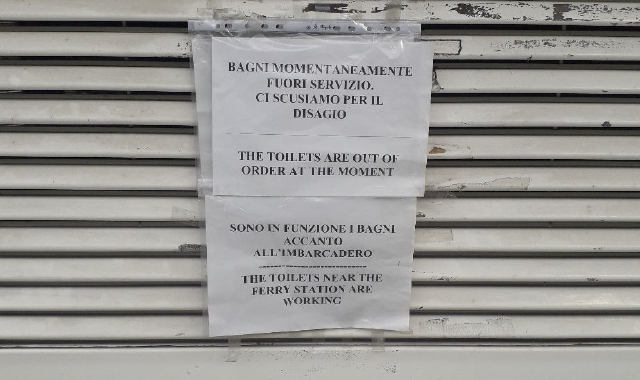 BAGNI MOMENTANEAMENTE
FUORI SERVIZIO.
CI SCUSIAMO PER IL
DISAGIO
THE TOILETS ARE OUT OF
ORDER AT THE MOMENT
SONO IN FUNZIONE I BAGNI
ACCANTO
ALL'IMBARCADERO
THE TOILETS NEAR THE
FERRY STATION ARE
WORKING